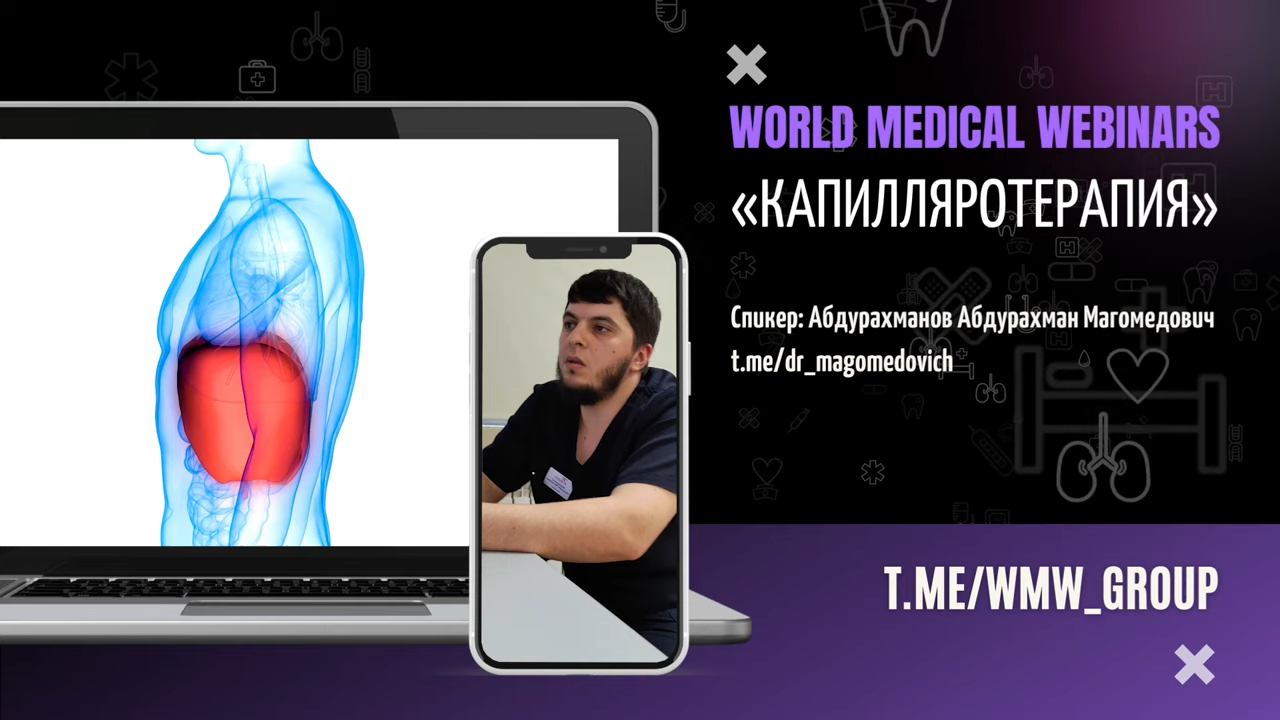 WORLD MEDICAL WEBINARS
«КАПИЛЛЯРОТЕРАПИЯ»
Спикер: Абдурахманов Абдурахман Магомедович
t.me/dr_magomedovich
T.ME/WMW_GROUP